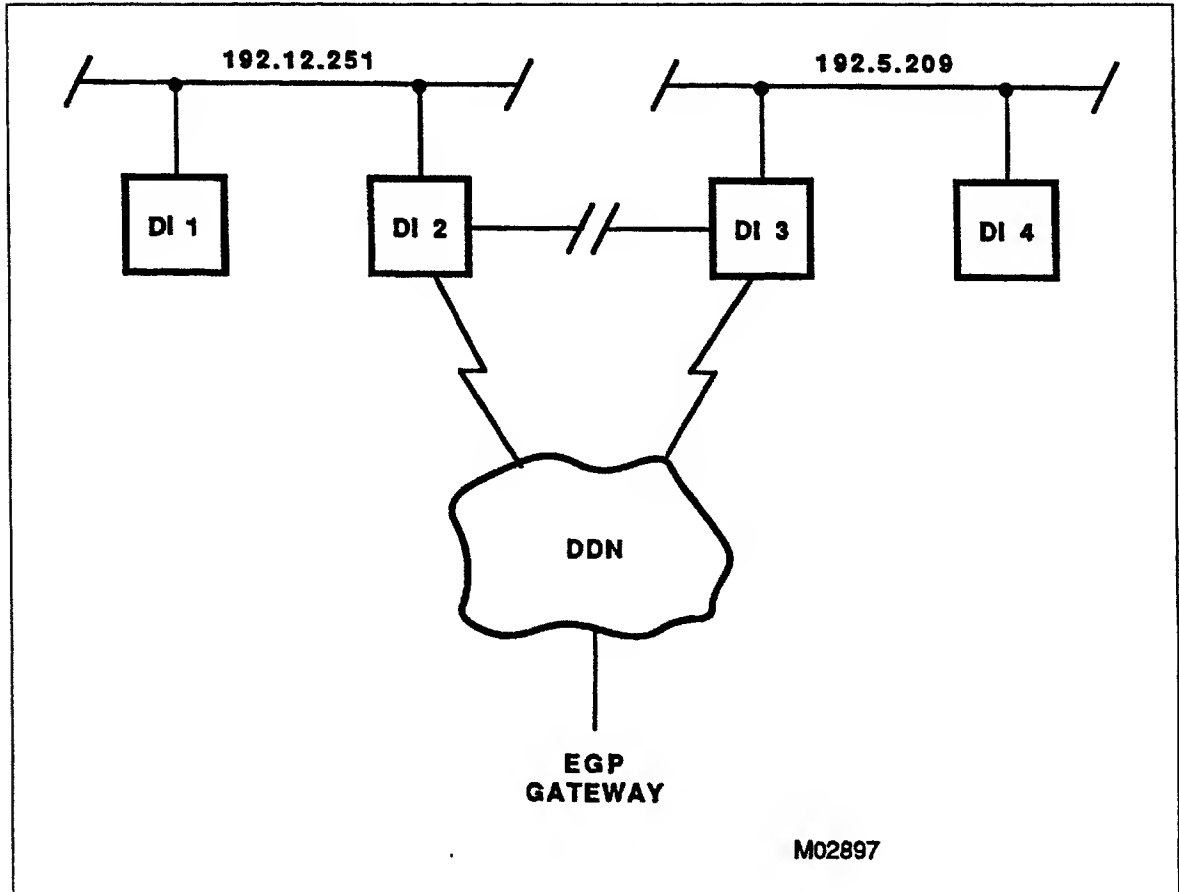 192.12.251
192.5.209
DI 1
DI 2
DI 3
DI 4
DDN
EGP
GATEWAY
M02897